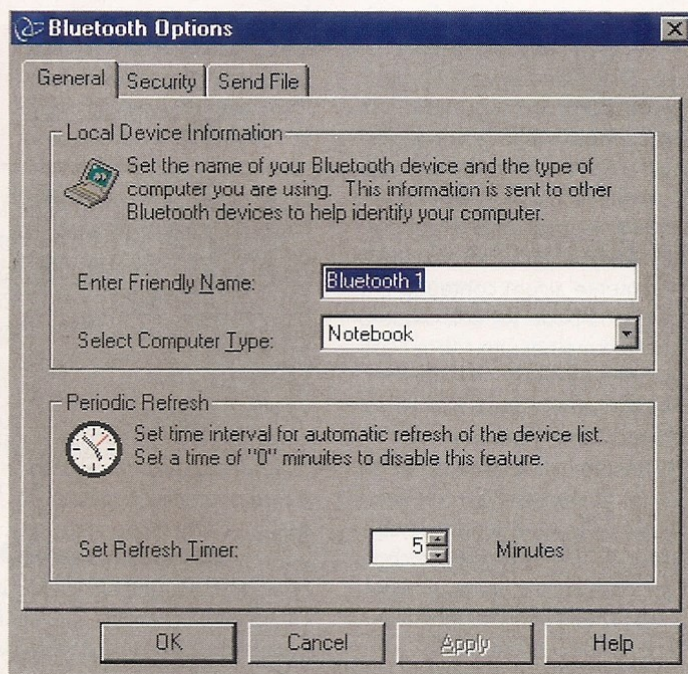 Bluetooth Options
General
Security
Send File
Local Device Information
Set the name of your Bluetooth device and the type of
computer you are using. This information is sent to other
Bluetooth devices to help identify your computer.
Enter Friendly Name:
Bluetooth 1
Select Computer Type:
Notebook
Periodic Refresh
Set time interval for automatic refresh of the device list.
Set a time of "0" minuites to disable this feature.
Set Refresh Timer:
5
Minutes
OK
Cancel
Apply
Help